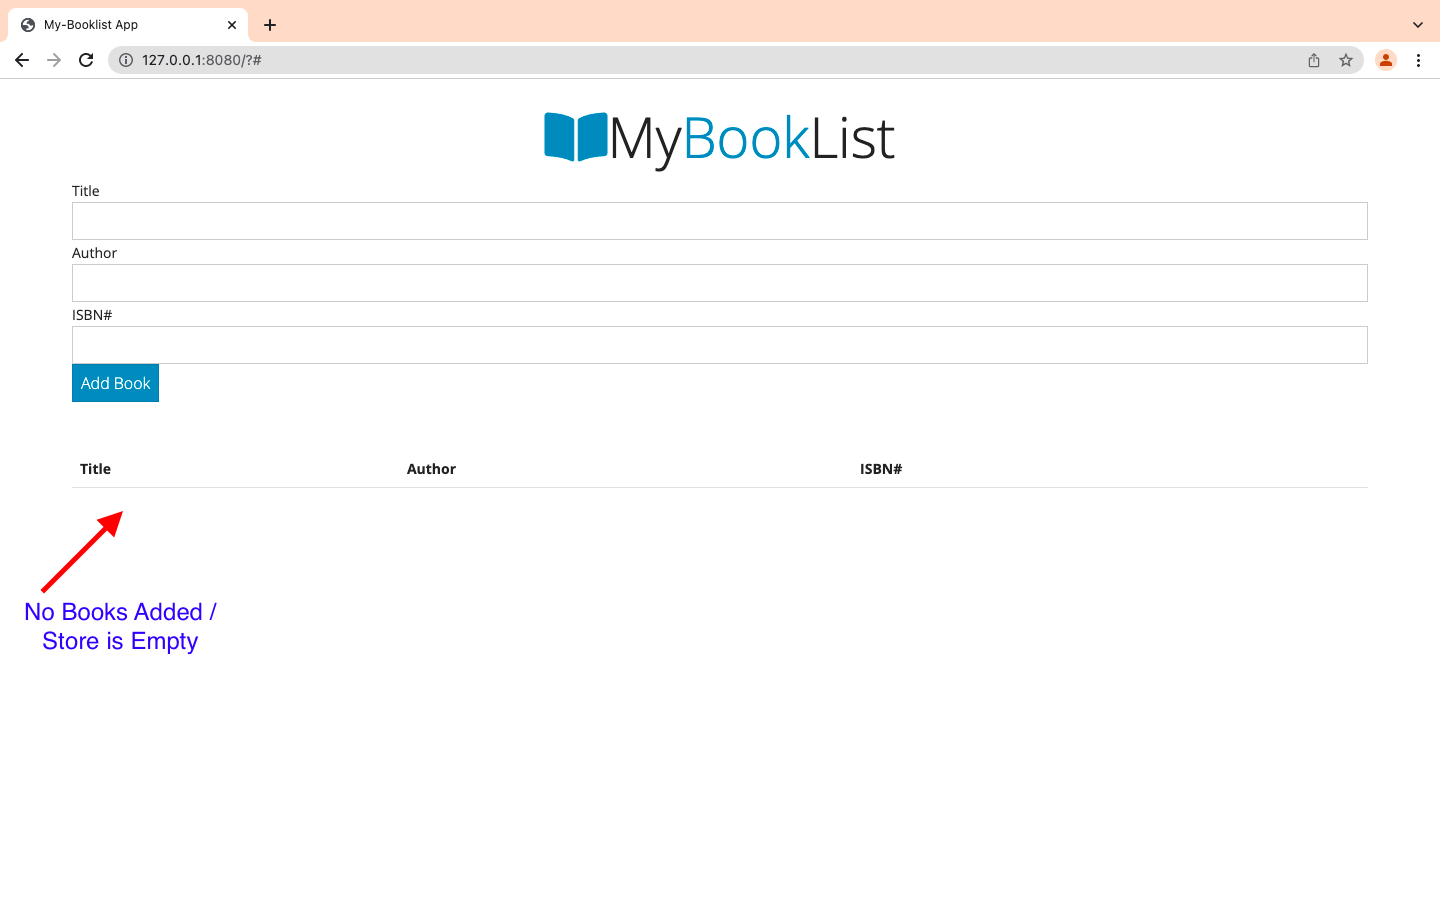 My-Booklist App
127.0.0.1:8080/?#
MyBookList
Title
Author
ISBN#
Add Book
Title Author ISBN#
No Books Added /
Store is Empty